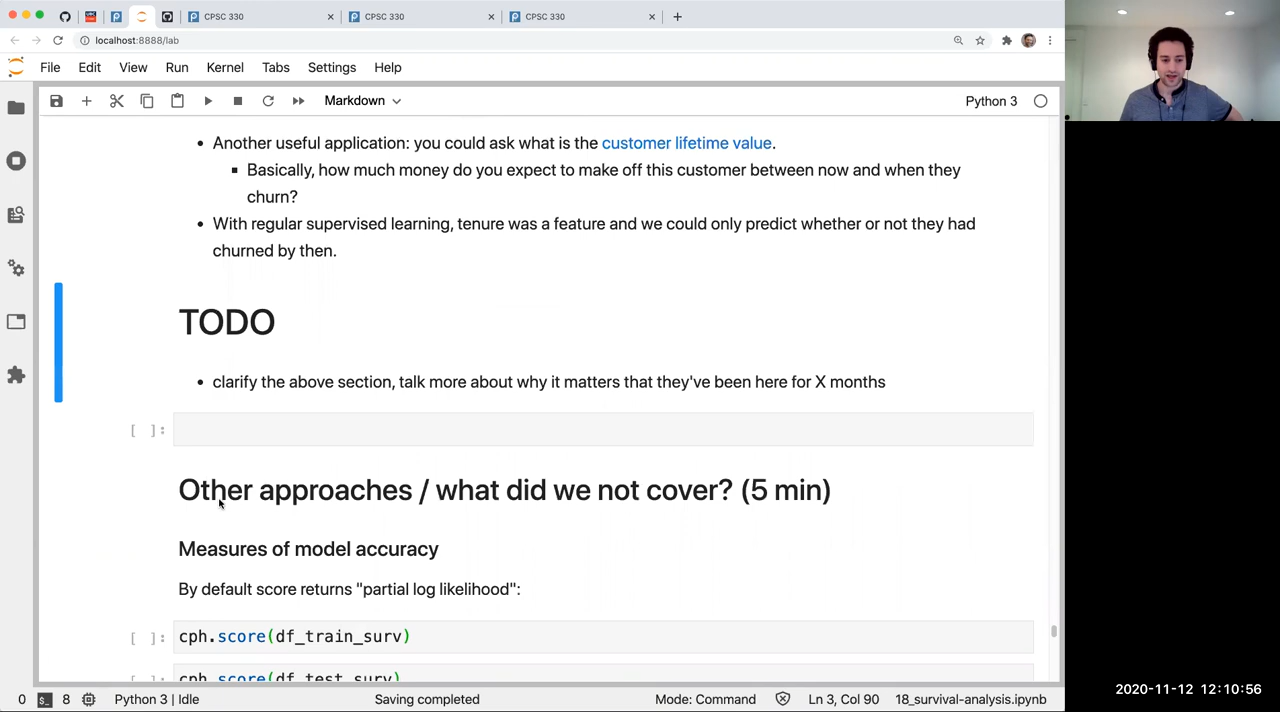 CPSC 330
CPSC 330
CPSC 330
localhost:8888/lab
File Edit View Run Kernel Tabs Settings Help
Markdown
Python 3
Another useful application: you could ask what is the customer lifetime value.
Basically, how much money do you expect to make off this customer between now and when they
churn?
With regular supervised learning, tenure was a feature and we could only predict whether or not they had
churned by then.
TODO
clarify the above section, talk more about why it matters that they've been here for X months
[ ]:
Other approaches / what did we not cover? (5 min)
Measures of model accuracy
By default score returns "partial log likelihood":
[ ]: cph.score(df_train_surv)
[ ]: cph.score(df_test_surv)
0 8 Python 3 | Idle Saving completed Mode: Command Ln 3, Col 90 18_survival-analysis.ipynb
2020-11-12 12:10:56